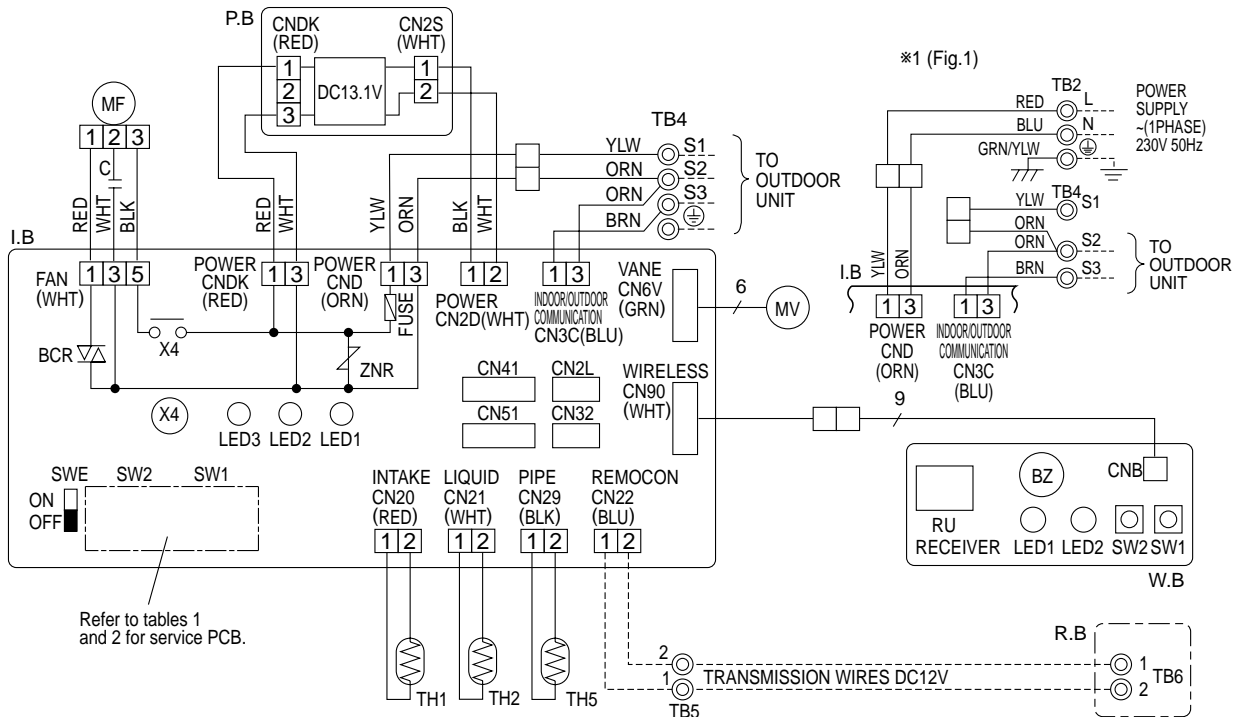 P.B
CNDK
(RED)
CN2S
(WHT)
1
2
3
DC13.1V
1
2
MF
1 2 3
C
RED
WHT
BLK
RED
WHT
YLW
ORN
BLK
WHT
TB4
YLW
S1
ORN
S2
ORN
S3
BRN
TO
OUTDOOR
UNIT
※1 (Fig.1)
TB2
RED
L
BLU
N
GRN/YLW
POWER
SUPPLY
~(1PHASE)
230V 50Hz
TB4
YLW
S1
ORN
ORN
S2
BRN
S3
TO
OUTDOOR
UNIT
YLW
ORN
I.B
1 3
POWER
CND
(ORN)
1 3
INDOOR/OUTDOOR
COMMUNICATION
CN3C
(BLU)
I.B
FAN
(WHT)
1 3 5
POWER
CNDK
(RED)
1 3
POWER
CND
(ORN)
1 3
FUSE
1 2
POWER
CN2D(WHT)
1 3
INDOOR/OUTDOOR
COMMUNICATION
CN3C(BLU)
VANE
CN6V
(GRN)
6
MV
BCR
X4
ZNR
X4
LED3 LED2 LED1
CN41
CN2L
CN51
CN32
WIRELESS
CN90
(WHT)
9
SWE
SW2
SW1
ON
OFF
INTAKE
CN20
(RED)
1 2
LIQUID
CN21
(WHT)
1 2
PIPE
CN29
(BLK)
1 2
REMOCON
CN22
(BLU)
1 2
BZ
CNB
RU
RECEIVER LED1 LED2 SW2 SW1
W.B
Refer to tables 1
and 2 for service PCB.
TH1
TH2
TH5
2
1
TB5
TRANSMISSION WIRES DC12V
R.B
1
2
TB6